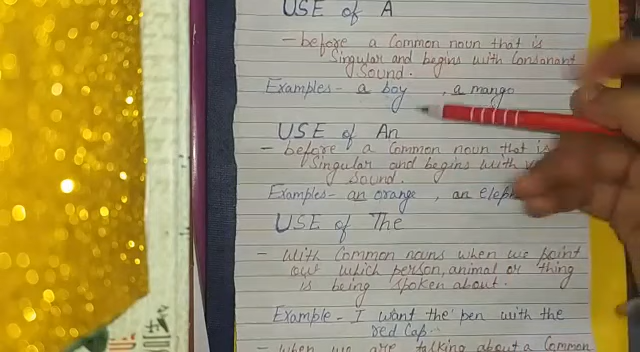 USE of A
- before a Common noun that is
Singular and begins with Consonant
Sound.
Examples - a boy , a mango
USE of An
- before a Common noun that is
Singular and begins with
Sound.
Examples - an orange , an
USE of The
- With Common nouns when we point
out which person, animal or thing
is being spoken about.
Example - I want the pen with the
red Cap.
- When we are talking about a Common